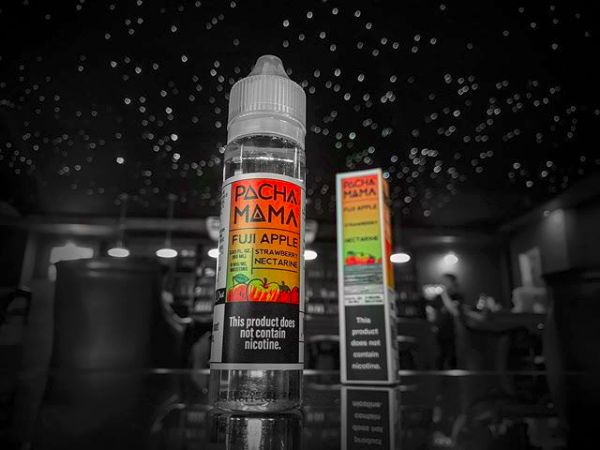 PACHA
MAMA
FUJI APPLE
STRAWBERRY
NECTARINE
This product does
not contain
nicotine.
PACHA
MAMA
FUJI APPLE
STRAWBERRY
NECTARINE
This
product
does not
contain
nicotine.